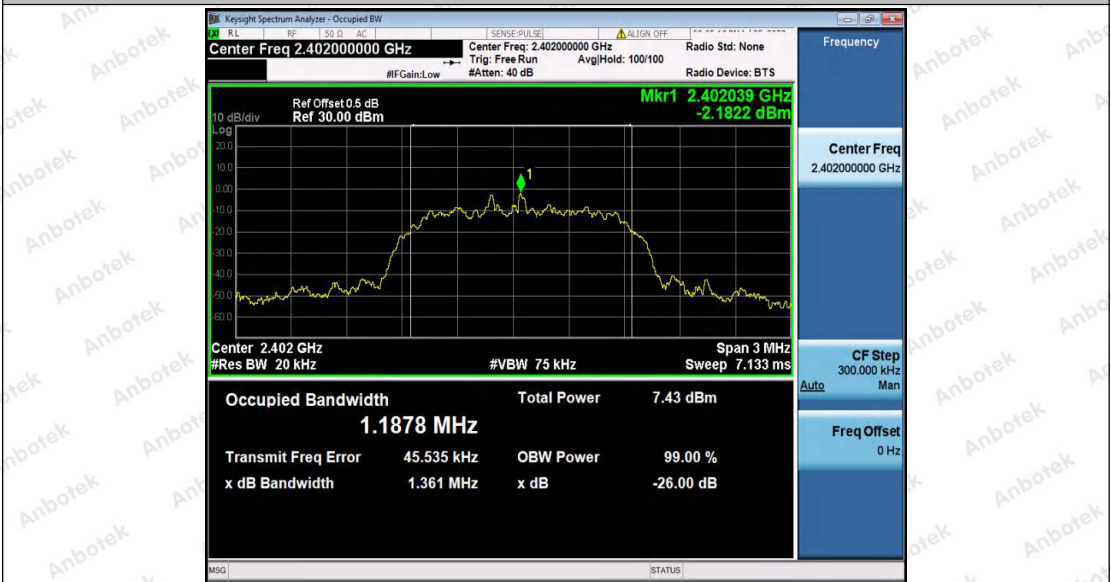 Keysight Spectrum Analyzer - Occupied BW
RL RF 50 Ω AC SENSE:PULSE ALIGN OFF
Center Freq 2.402000000 GHz
#IFGain:Low
Center Freq: 2.402000000 GHz
Trig: Free Run Avg|Hold: 100/100
#Atten: 40 dB
Radio Std: None
Radio Device: BTS
Frequency
Ref Offset 0.5 dB
10 dB/div Ref 30.00 dBm
Mkr1 2.402039 GHz
-2.1822 dBm
Log
20.0
10.0
0.00
-10.0
-20.0
-30.0
-40.0
-50.0
-60.0
1
Center 2.402 GHz Span 3 MHz
#Res BW 20 kHz #VBW 75 kHz Sweep 7.133 ms
Center Freq
2.402000000 GHz
CF Step
300.000 kHz
Auto Man
Freq Offset
0 Hz
Occupied Bandwidth Total Power 7.43 dBm
1.1878 MHz
Transmit Freq Error 45.535 kHz OBW Power 99.00 %
x dB Bandwidth 1.361 MHz x dB -26.00 dB
MSG STATUS
Anbotek